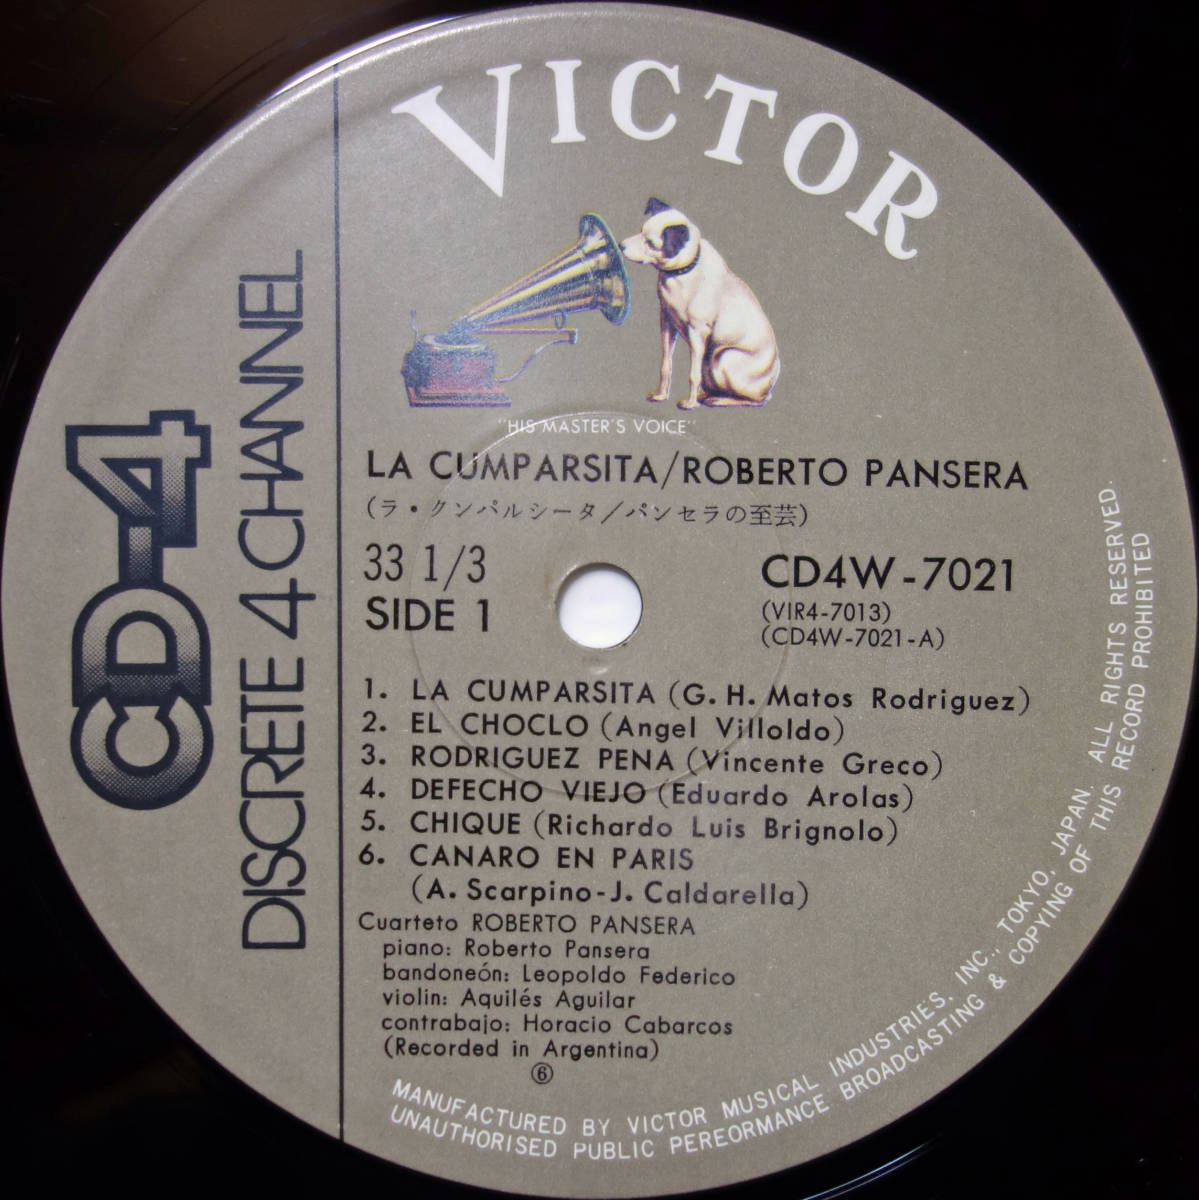 VICTOR
"HIS MASTER'S VOICE"
CD-4
DISCRETE 4 CHANNEL
LA CUMPARSITA/ROBERTO PANSERA
(ラ・クンパルシータ/パンセラの至芸)
33 1/3
SIDE 1
CD4W-7021
(VIR4-7013)
(CD4W-7021-A)
1. LA CUMPARSITA (G. H. Matos Rodriguez)
2. EL CHOCLO (Angel Villoldo)
3. RODRIGUEZ PENA (Vincente Greco)
4. DEFECHO VIEJO (Eduardo Arolas)
5. CHIQUE (Richardo Luis Brignolo)
6. CANARO EN PARIS
(A. Scarpino-J. Caldarella)
Cuarteto ROBERTO PANSERA
piano: Roberto Pansera
bandoneón: Leopoldo Federico
violin: Aquilés Aguilar
contrabajo: Horacio Cabarcos
(Recorded in Argentina)
⑥
MANUFACTURED BY VICTOR MUSICAL INDUSTRIES, INC., TOKYO, JAPAN. ALL RIGHTS RESERVED.
UNAUTHORISED PUBLIC PEREORMANCE BROADCASTING & COPYING OF THIS RECORD PROHIBITED